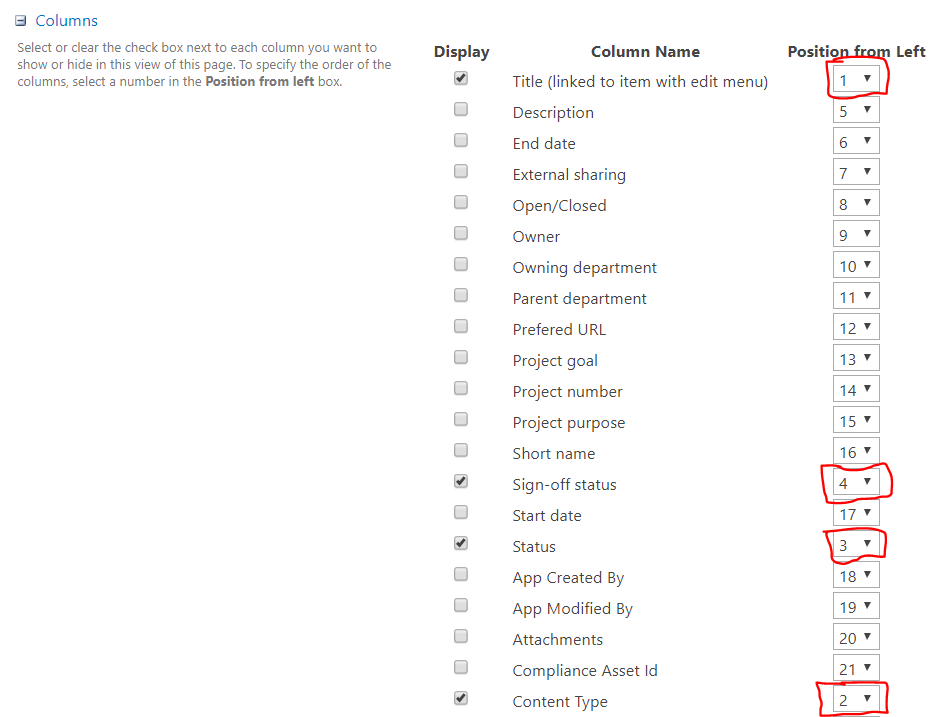 Columns
Select or clear the check box next to each column you want to
show or hide in this view of this page. To specify the order of the
columns, select a number in the Position from left box.
Display Column Name Position from Left
Title (linked to item with edit menu) 1
Description 5
End date 6
External sharing 7
Open/Closed 8
Owner 9
Owning department 10
Parent department 11
Prefered URL 12
Project goal 13
Project number 14
Project purpose 15
Short name 16
Sign-off status 4
Start date 17
Status 3
App Created By 18
App Modified By 19
Attachments 20
Compliance Asset Id 21
Content Type 2